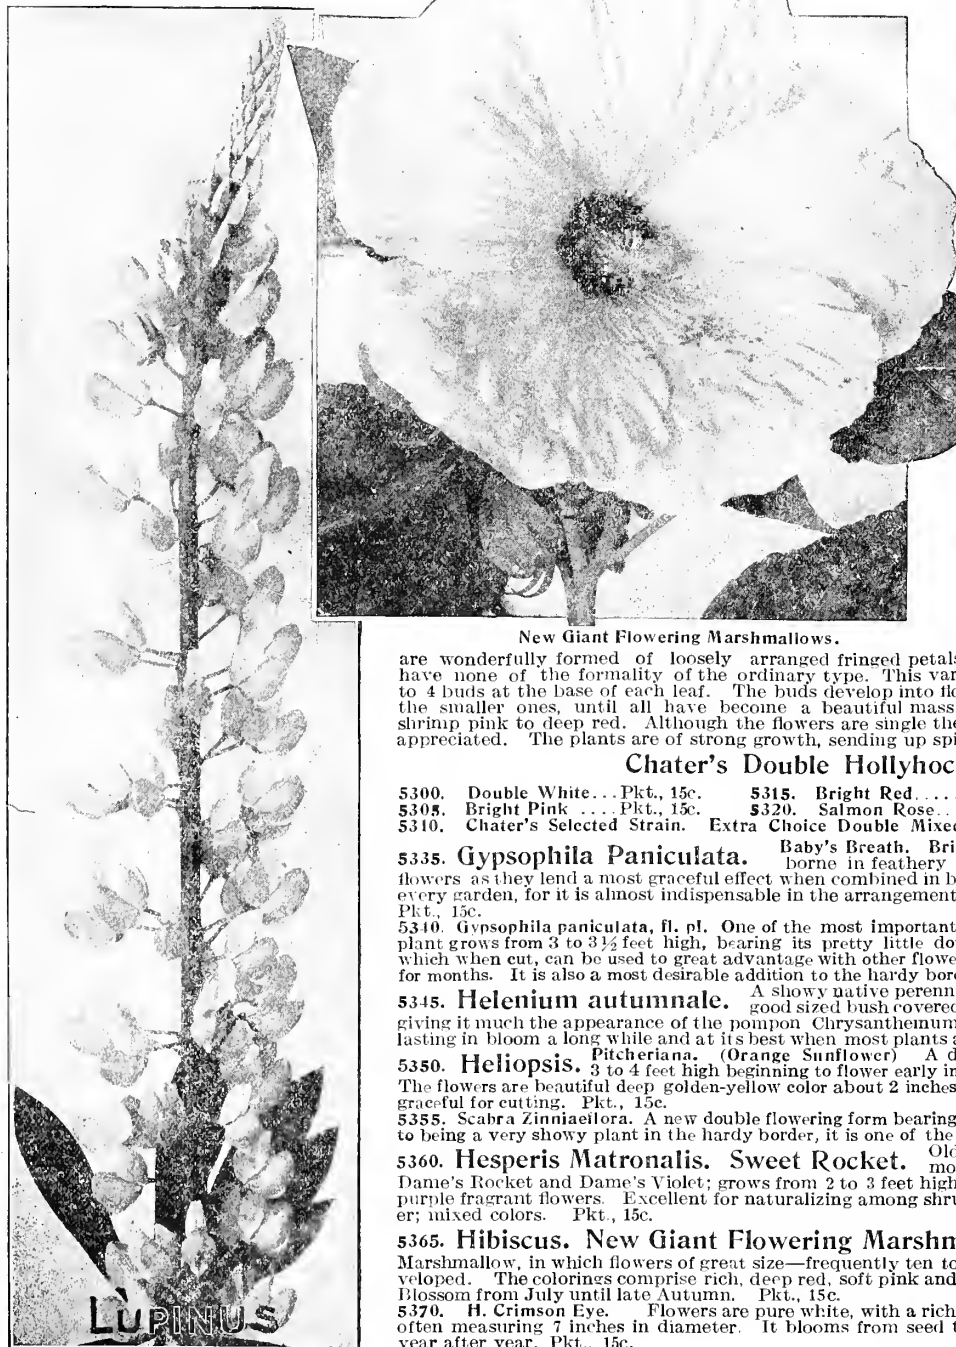 New Giant Flowering Marshmallows.
are wonderfully formed of loosely arranged fringed petals
have none of the formality of the ordinary type. This var
to 4 buds at the base of each leaf. The buds develop into flo
the smaller ones, until all have become a beautiful mass
shrimp pink to deep red. Although the flowers are single the
appreciated. The plants are of strong growth, sending up spi
Chater's Double Hollyhoc
5300. Double White...Pkt., 15c. 5315. Bright Red.....
5305. Bright Pink ....Pkt., 15c. 5320. Salmon Rose..
5310. Chater's Selected Strain. Extra Choice Double Mixed
5335. Gypsophila Paniculata. Baby's Breath. Bri
borne in feathery
flowers as they lend a most graceful effect when combined in b
every garden, for it is almost indispensable in the arrangement
Pkt., 15c.
5340. Gypsophila paniculata, fl. pl. One of the most important
plant grows from 3 to 3½ feet high, bearing its pretty little do
which when cut, can be used to great advantage with other flowe
for months. It is also a most desirable addition to the hardy bord
5345. Helenium autumnale. A showy native perenn
good sized bush covered
giving it much the appearance of the pompon Chrysanthemum
lasting in bloom a long while and at its best when most plants a
5350. Heliopsis. Pitcheriana. (Orange Sunflower) A d
3 to 4 feet high beginning to flower early in
The flowers are beautiful deep golden-yellow color about 2 inches
graceful for cutting. Pkt., 15c.
5355. Scabra Zinniaeflora. A new double flowering form bearing
to being a very showy plant in the hardy border, it is one of the
5360. Hesperis Matronalis. Sweet Rocket. Old
mo
Dame's Rocket and Dame's Violet; grows from 2 to 3 feet high
purple fragrant flowers. Excellent for naturalizing among shru
er; mixed colors. Pkt., 15c.
5365. Hibiscus. New Giant Flowering Marshm
Marshmallow, in which flowers of great size—frequently ten to
veloped. The colorings comprise rich, deep red, soft pink and
Blossom from July until late Autumn. Pkt., 15c.
5370. H. Crimson Eye. Flowers are pure white, with a rich
often measuring 7 inches in diameter. It blooms from seed t
year after year. Pkt., 15c.
LUPINUS